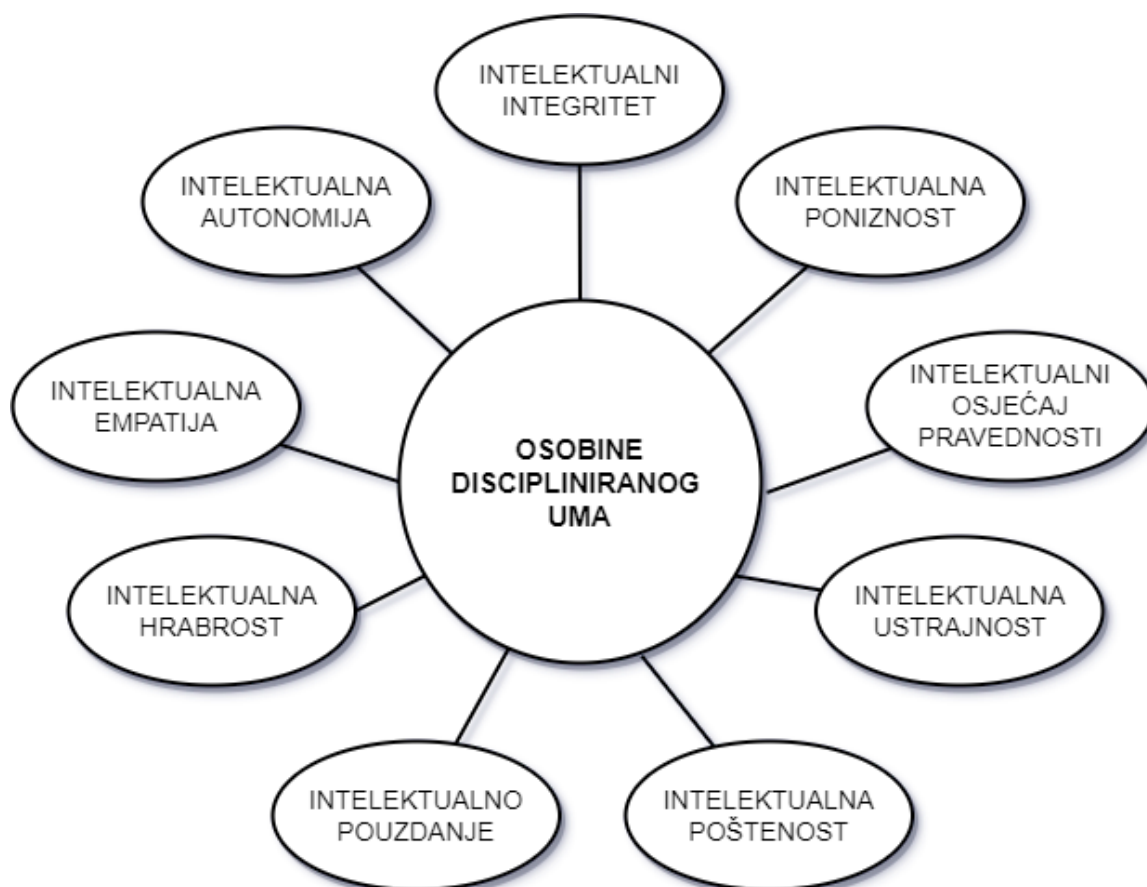 INTELEKTUALNI
INTEGRITET
INTELEKTUALNA
AUTONOMIJA
INTELEKTUALNA
PONIZNOST
INTELEKTUALNA
EMPATIJA
INTELEKTUALNI
OSJEĆAJ
PRAVEDNOSTI
OSOBINE
DISCIPLINIRANOG
UMA
INTELEKTUALNA
HRABROST
INTELEKTUALNA
USTRAJNOST
INTELEKTUALNO
POUZDANJE
INTELEKTUALNA
POŠTENOST